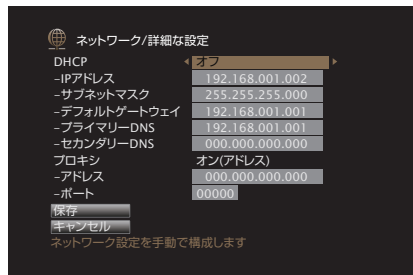 ネットワーク/詳細な設定
DHCP オフ
-IPアドレス 192.168.001.002
-サブネットマスク 255.255.255.000
-デフォルトゲートウェイ 192.168.001.001
-プライマリーDNS 192.168.001.001
-セカンダリーDNS 000.000.000.000
プロキシ オン(アドレス)
-アドレス 000.000.000.000
-ポート 00000
保存
キャンセル
ネットワーク設定を手動で構成します